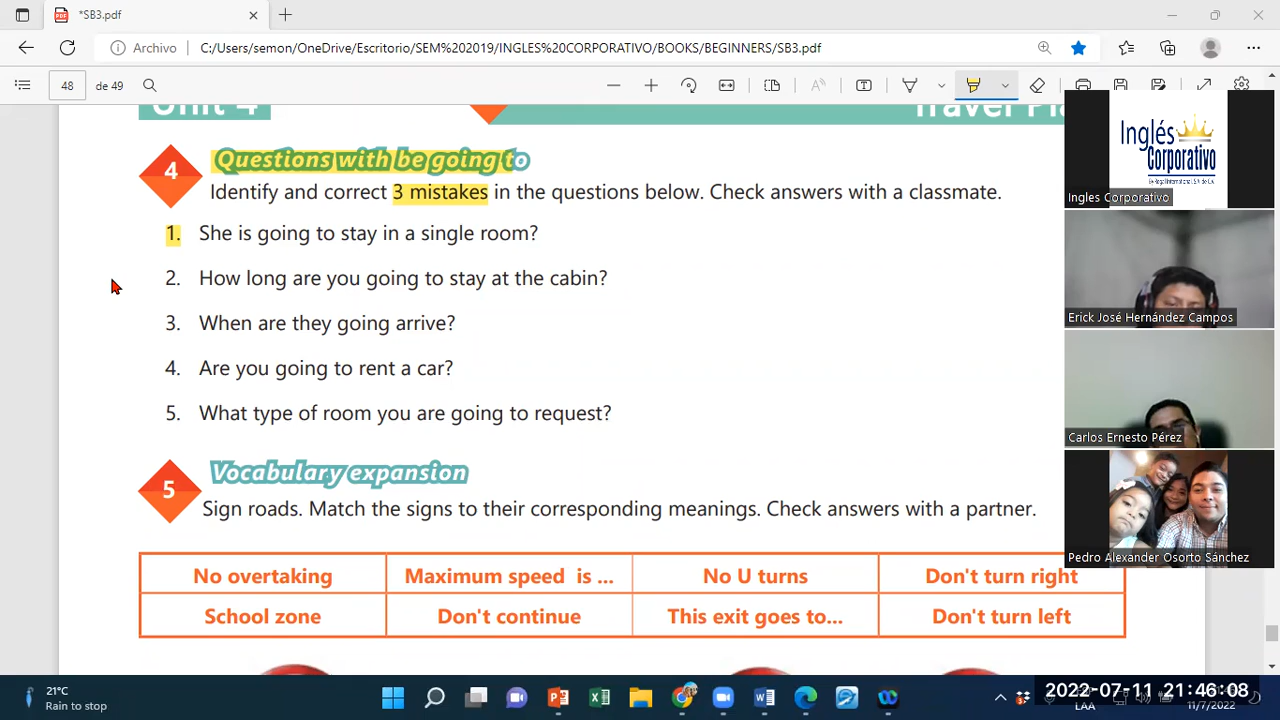 *SB3.pdf
Archivo
C:/Users/semon/OneDrive/Escritorio/SEM%202019/INGLES%20CORPORATIVO/BOOKS/BEGINNERS/SB3.pdf
48 de 49
Unit 4
Travel Pla
4
Questions with be going to
Identify and correct 3 mistakes in the questions below. Check answers with a classmate.
1. She is going to stay in a single room?
2. How long are you going to stay at the cabin?
3. When are they going arrive?
4. Are you going to rent a car?
5. What type of room you are going to request?
5
Vocabulary expansion
Sign roads. Match the signs to their corresponding meanings. Check answers with a partner.
No overtaking
Maximum speed is ...
No U turns
Don't turn right
School zone
Don't continue
This exit goes to...
Don't turn left
Inglés
Corporativo
Ingles Corporativo
Erick José Hernández Campos
Carlos Ernesto Pérez
Pedro Alexander Osorto Sánchez
21°C
Rain to stop
2022-07-11 21:46:08
LAA
11/7/2022